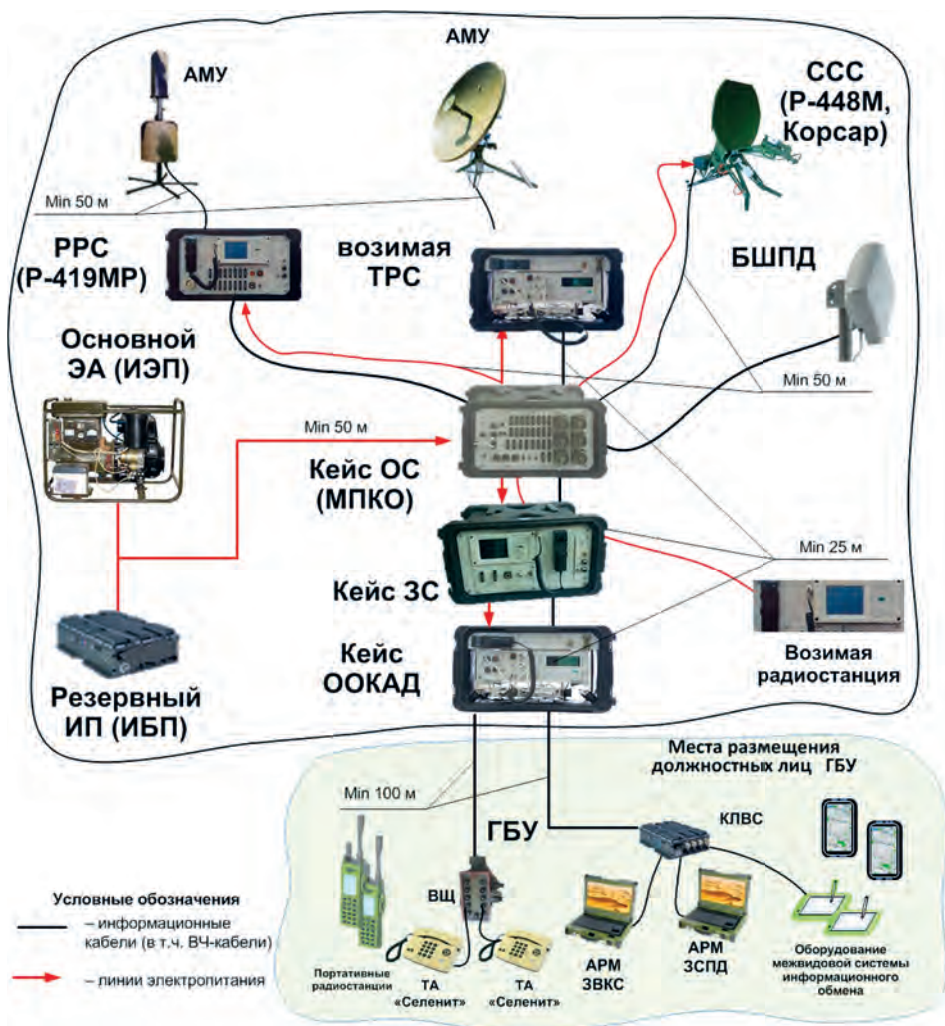 АМУ
АМУ
ССС
(Р-448М,
Корсар)
Min 50 м
РРС
(Р-419МР)
возимая
ТРС
БШПД
Основной
ЭА (ИЭП)
Min 50 м
Min 50 м
Кейс ОС
(МПКО)
Min 25 м
Кейс ЗС
Кейс
ООКАД
Возимая
радиостанция
Резервный
ИП (ИБП)
Места размещения
должностных лиц ГБУ
Min 100 м
ГБУ
КЛВС
ВЩ
Условные обозначения
– информационные
кабели (в т.ч. ВЧ-кабели)
– линии электропитания
Портативные
радиостанции
ТА
«Селенит»
ТА
«Селенит»
АРМ
ЗВКС
АРМ
ЗСПД
Оборудование
межвидовой системы
информационного
обмена